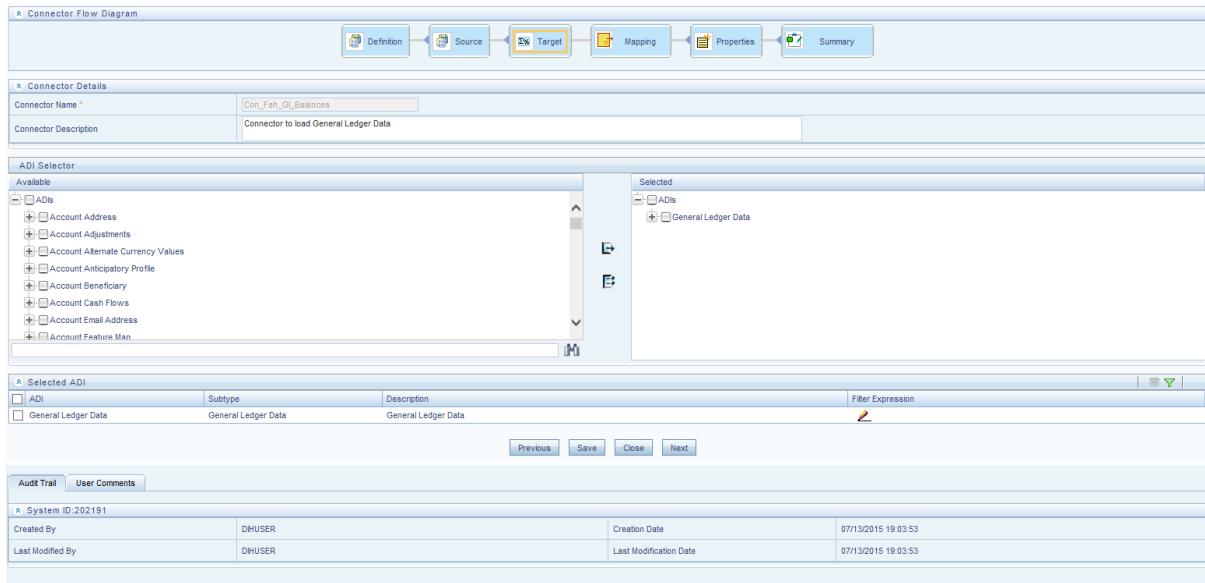 Connector Flow Diagram
Definition Source Target Mapping Properties Summary
Connector Details
Connector Name * Con_Fah_GI_Balances
Connector Description Connector to load General Ledger Data
ADI Selector
Available Selected
ADIs ADIs
Account Address General Ledger Data
Account Adjustments
Account Alternate Currency Values
Account Anticipatory Profile
Account Beneficiary
Account Cash Flows
Account Email Address
Account Feature Map
Selected ADI
ADI Subtype Description Filter Expression
General Ledger Data General Ledger Data General Ledger Data
Previous Save Close Next
Audit Trail User Comments
System ID:202191
Created By DIHUSER Creation Date 07/13/2015 19:03:53
Last Modified By DIHUSER Last Modification Date 07/13/2015 19:03:53